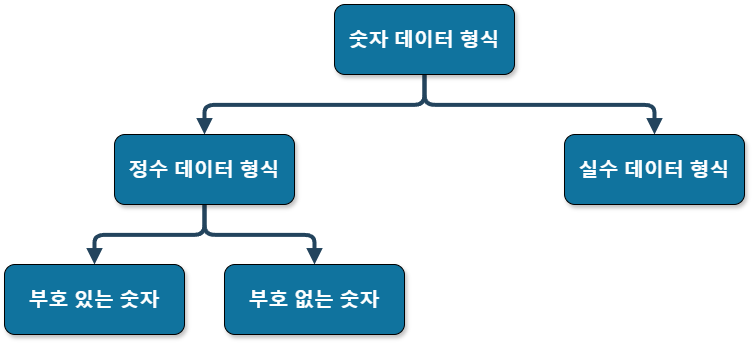 숫자 데이터 형식
정수 데이터 형식
실수 데이터 형식
부호 있는 숫자
부호 없는 숫자